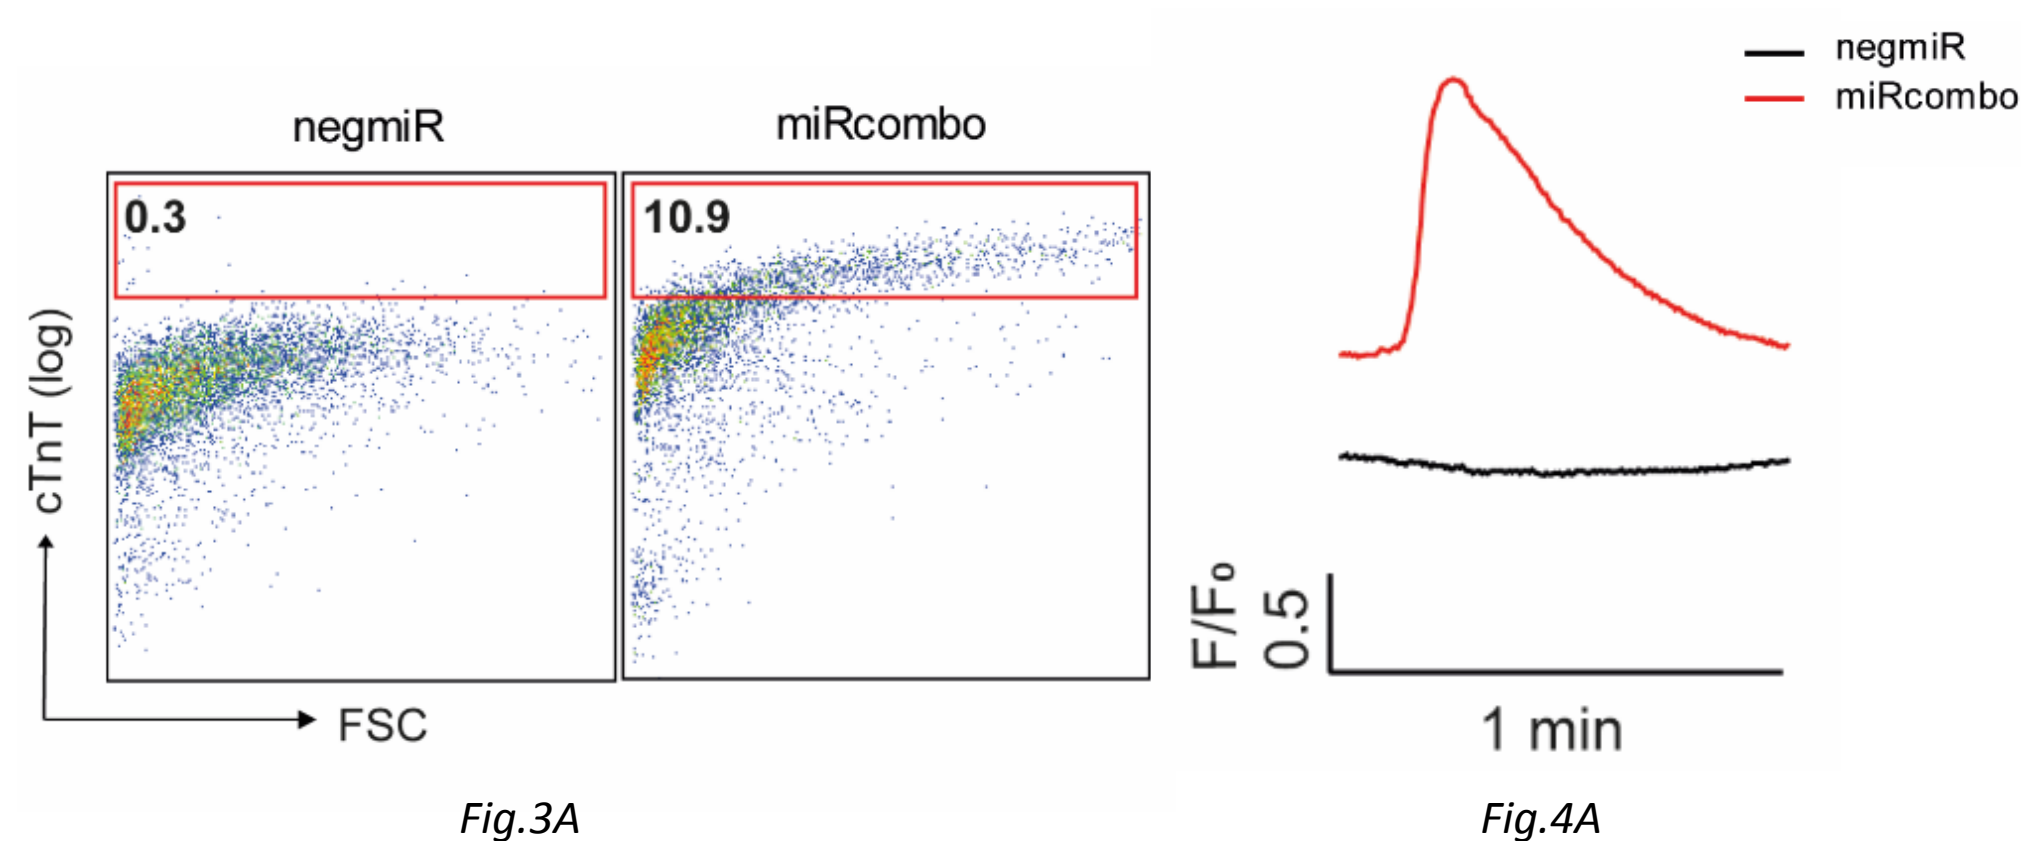 negmiR
miRcombo
0.3
10.9
cTnT (log)
FSC
Fig.3A
negmiR
miRcombo
F/F₀
0.5
1 min
Fig.4A